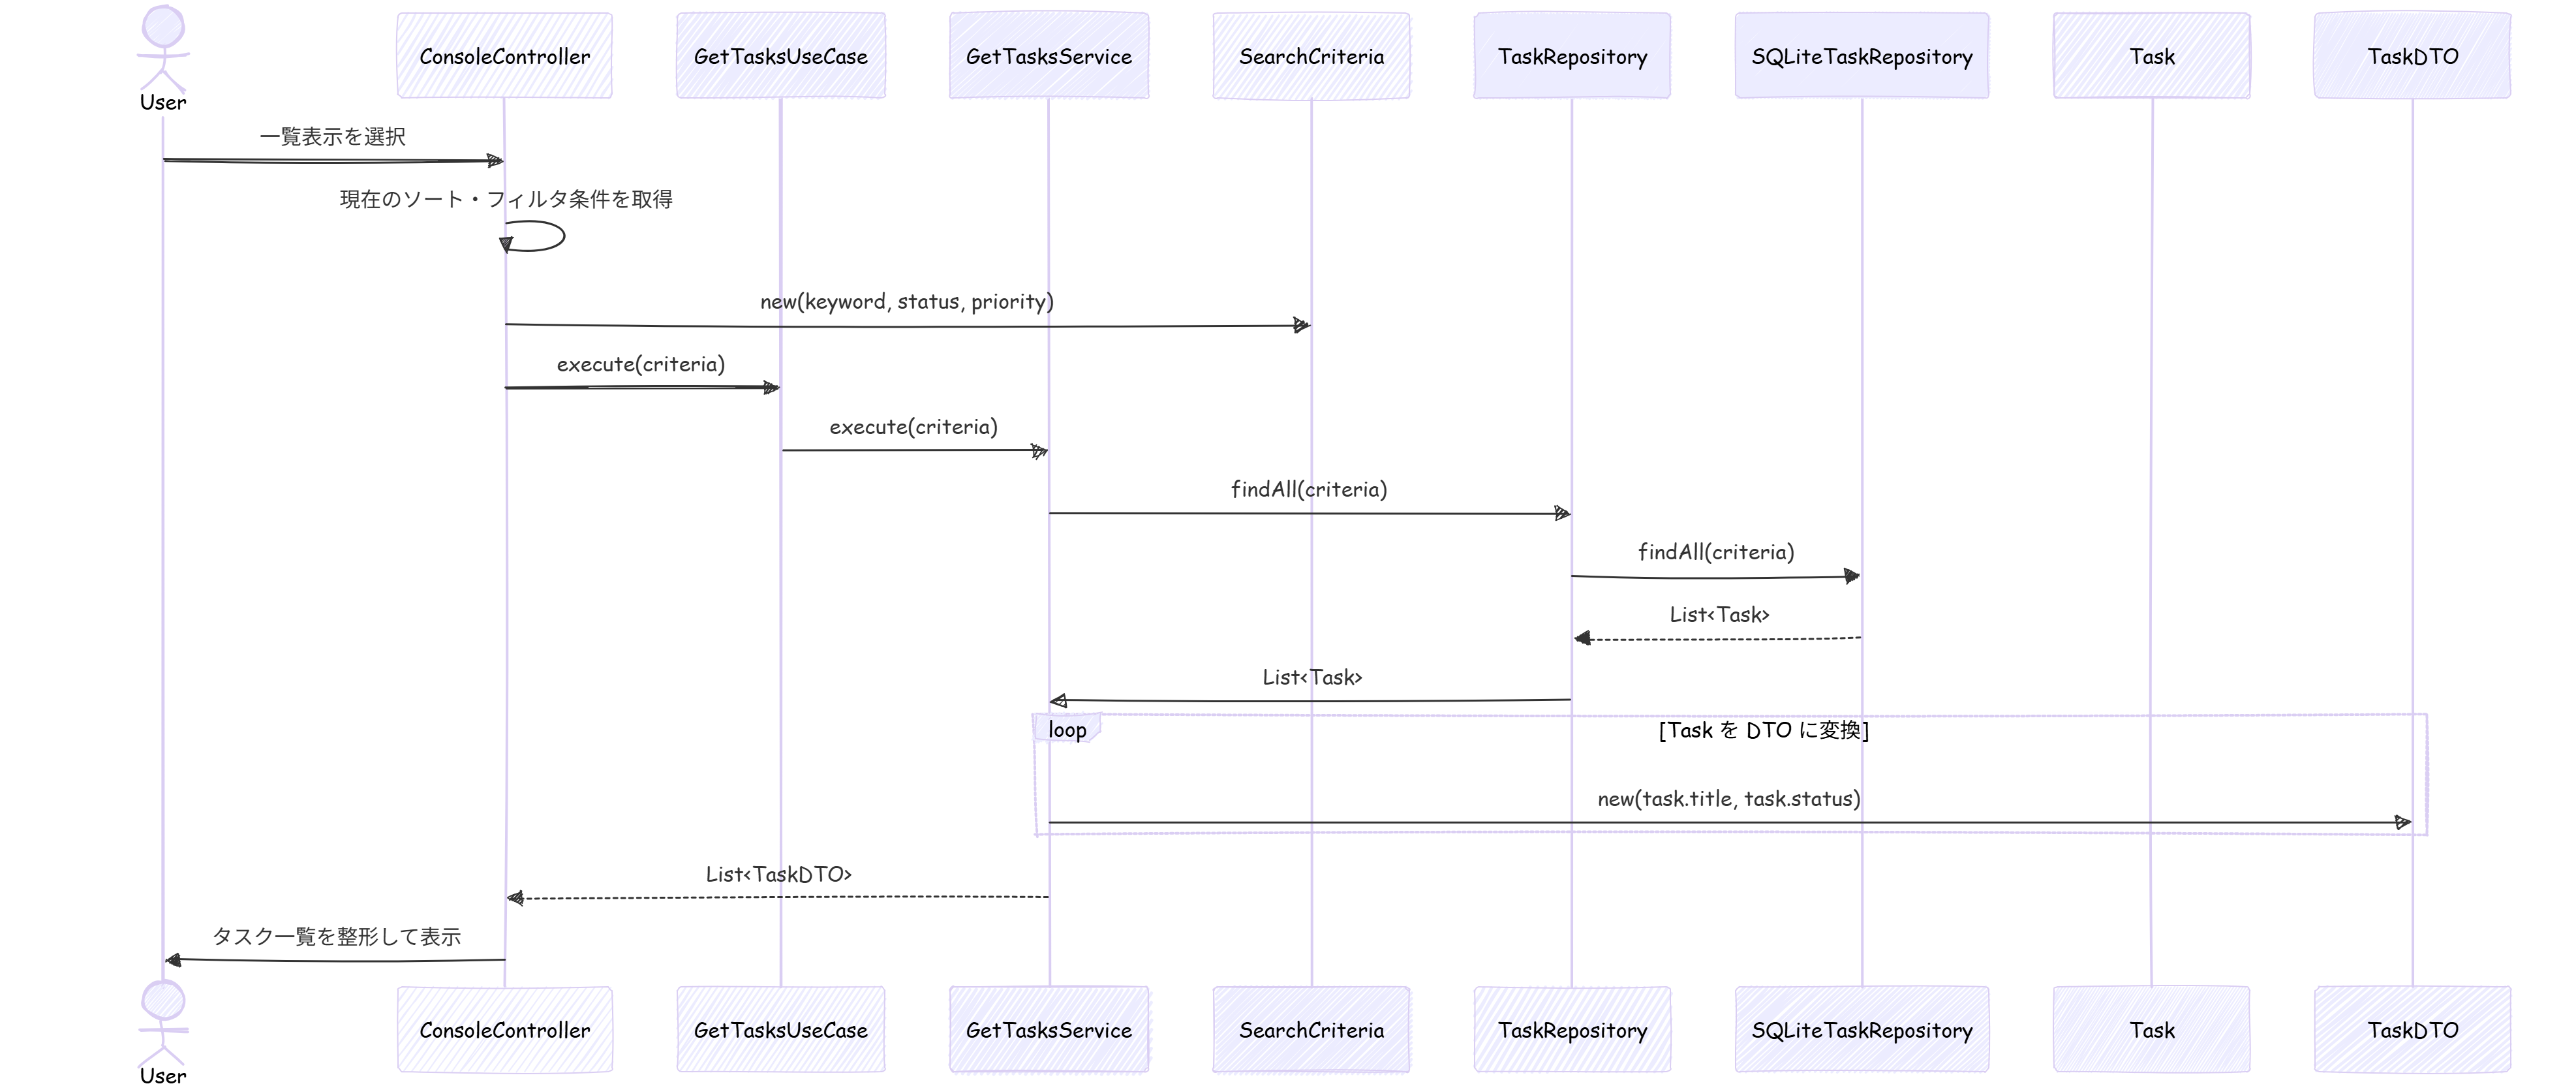 User
ConsoleController
GetTasksUseCase
GetTasksService
SearchCriteria
TaskRepository
SQLiteTaskRepository
Task
TaskDTO
一覧表示を選択
現在のソート・フィルタ条件を取得
new(keyword, status, priority)
execute(criteria)
execute(criteria)
findAll(criteria)
findAll(criteria)
List<Task>
List<Task>
loop
[Task を DTO に変換]
new(task.title, task.status)
List<TaskDTO>
タスク一覧を整形して表示
User
ConsoleController
GetTasksUseCase
GetTasksService
SearchCriteria
TaskRepository
SQLiteTaskRepository
Task
TaskDTO